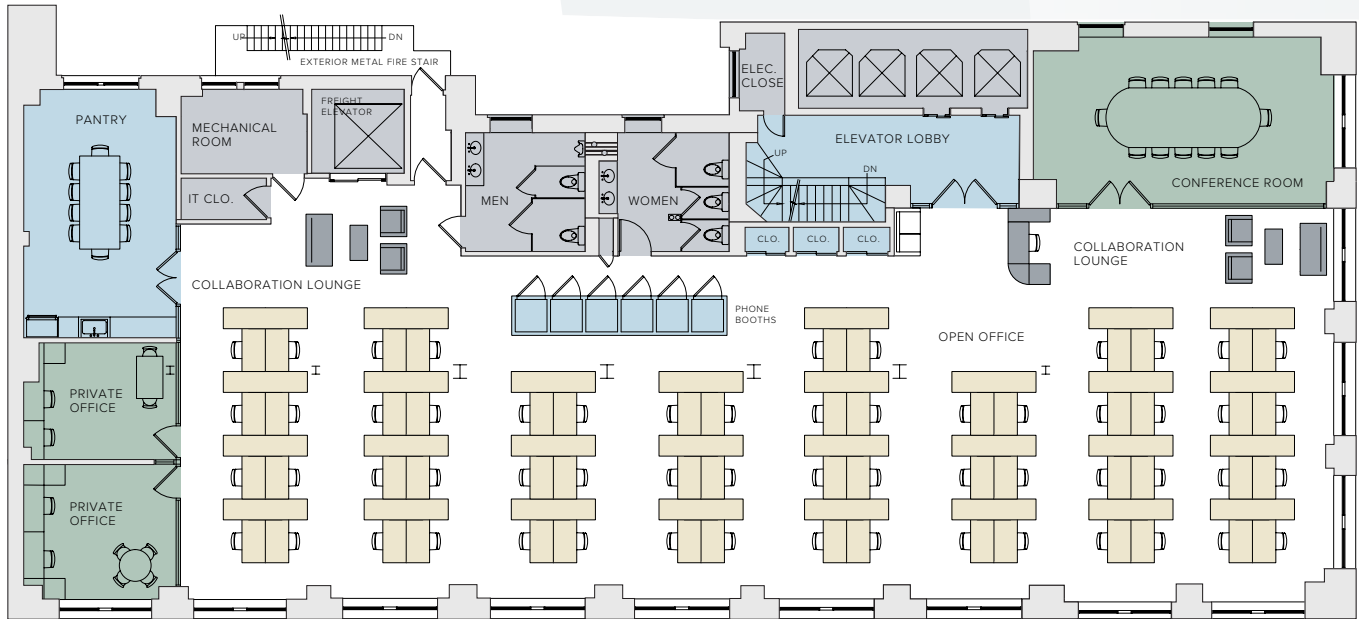 UP
DN
EXTERIOR METAL FIRE STAIR
ELEC.
CLOSE
PANTRY
MECHANICAL
ROOM
FREIGHT
ELEVATOR
ELEVATOR LOBBY
UP
DN
CONFERENCE ROOM
IT CLO.
MEN
WOMEN
CLO.
CLO.
CLO.
COLLABORATION
LOUNGE
COLLABORATION LOUNGE
PHONE
BOOTHS
OPEN OFFICE
PRIVATE
OFFICE
PRIVATE
OFFICE